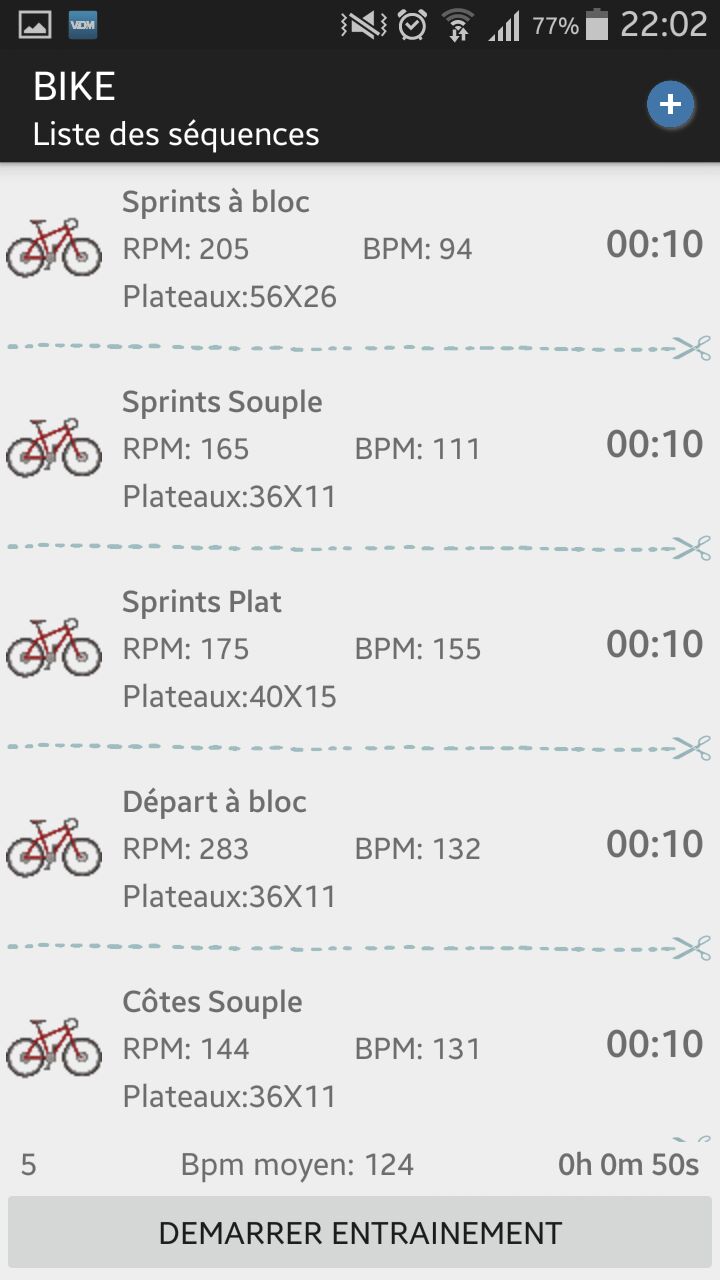 VDM
77%
22:02
BIKE
Liste des séquences
Sprints à bloc
RPM: 205 BPM: 94 00:10
Plateaux:56X26
Sprints Souple
RPM: 165 BPM: 111 00:10
Plateaux:36X11
Sprints Plat
RPM: 175 BPM: 155 00:10
Plateaux:40X15
Départ à bloc
RPM: 283 BPM: 132 00:10
Plateaux:36X11
Côtes Souple
RPM: 144 BPM: 131 00:10
Plateaux:36X11
5 Bpm moyen: 124 0h 0m 50s
DEMARRER ENTRAINEMENT